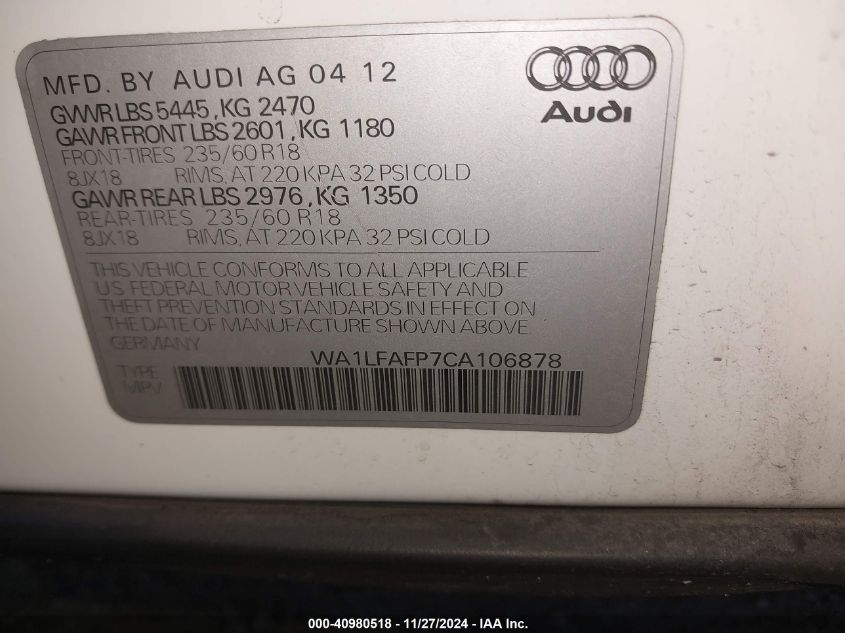 MFD. BY AUDI AG 04 12
GVWR LBS 5445, KG 2470
GAWR FRONT LBS 2601, KG 1180
FRONT-TIRES 235/60 R18
8JX18 RIMS, AT 220 KPA 32 PSI COLD
GAWR REAR LBS 2976, KG 1350
REAR-TIRES 235/60 R18
8JX18 RIMS, AT 220 KPA 32 PSI COLD
Audi
THIS VEHICLE CONFORMS TO ALL APPLICABLE
US FEDERAL MOTOR VEHICLE SAFETY AND
THEFT PREVENTION STANDARDS IN EFFECT ON
THE DATE OF MANUFACTURE SHOWN ABOVE
GERMANY
WA1LFAFP7CA106878
TYPE
MPV
000-40980518 - 11/27/2024 - IAA Inc.